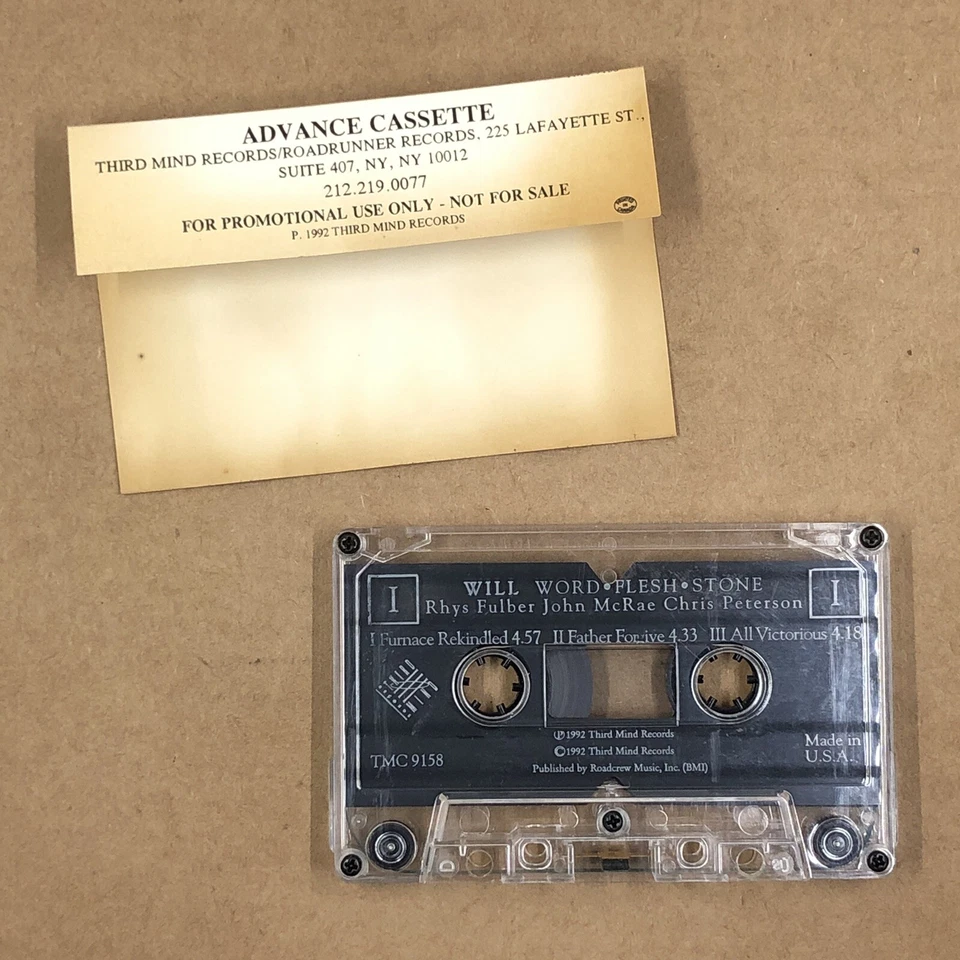 ADVANCE CASSETTE
THIRD MIND RECORDS/ROADRUNNER RECORDS, 225 LAFAYETTE ST.,
SUITE 407, NY, NY 10012
212.219.0077
FOR PROMOTIONAL USE ONLY - NOT FOR SALE
P. 1992 THIRD MIND RECORDS
I WILL WORD•FLESH•STONE I
Rhys Fulber John McRae Chris Peterson
I Furnace Rekindled 4.57 II Father Forgive 4.33 III All Victorious 4.18
℗1992 Third Mind Records
©1992 Third Mind Records
Published by Roadcrew Music, Inc. (BMI)
TMC 9158
Made in
U.S.A.